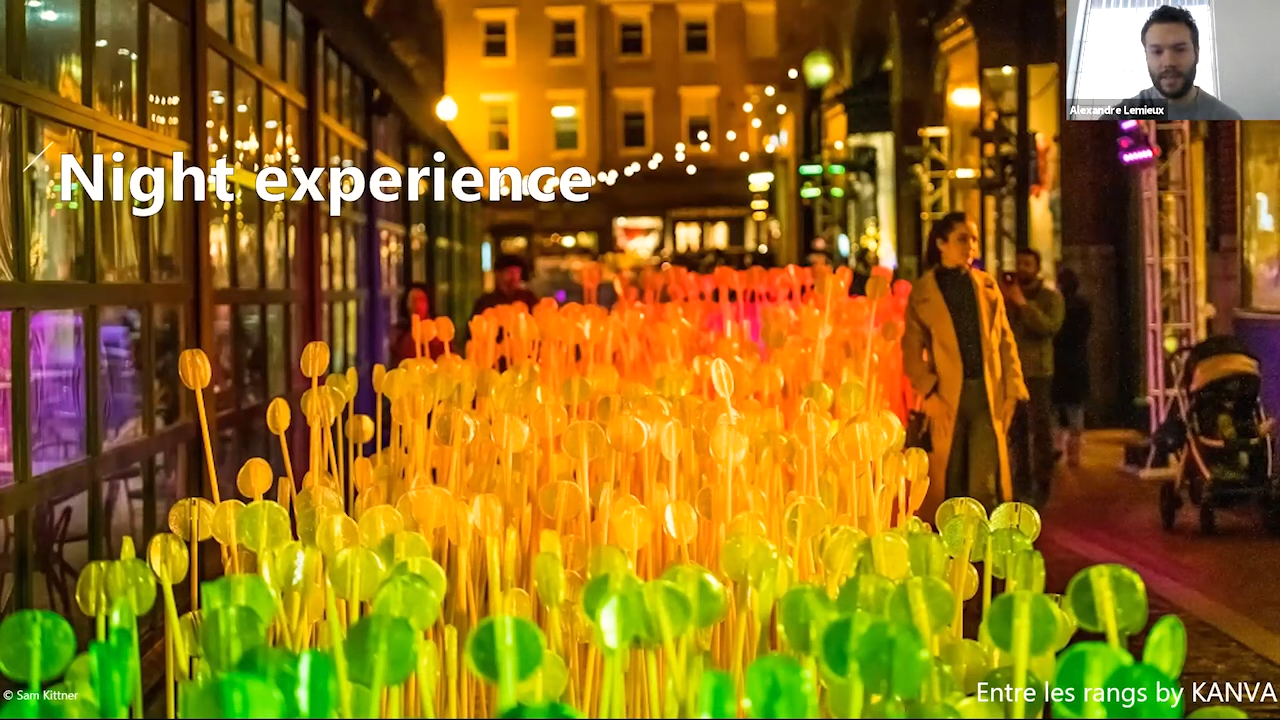 Alexandre Lemieux
Night experience
© Sam Kittner
Entre les rangs by KANVA